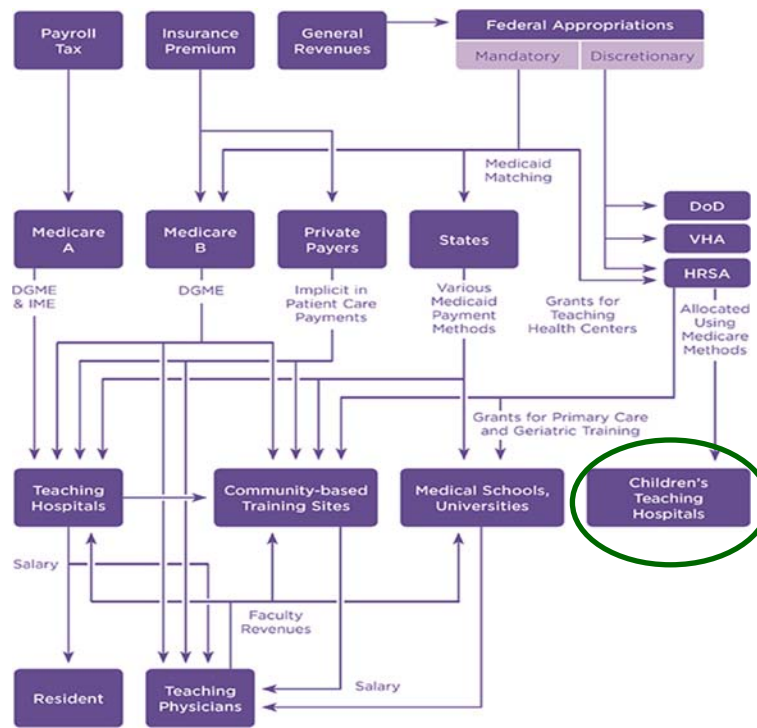 Payroll
Tax
Insurance
Premium
General
Revenues
Federal Appropriations
Mandatory
Discretionary
Medicaid
Matching
DoD
VHA
HRSA
Medicare
A
Medicare
B
Private
Payers
States
DGME
& IME
DGME
Implicit in
Patient Care
Payments
Various
Medicaid
Payment
Methods
Grants for
Teaching
Health Centers
Allocated
Using
Medicare
Methods
Grants for Primary Care
and Geriatric Training
Teaching
Hospitals
Community-based
Training Sites
Medical Schools,
Universities
Children's
Teaching
Hospitals
Salary
Faculty
Revenues
Resident
Teaching
Physicians
Salary